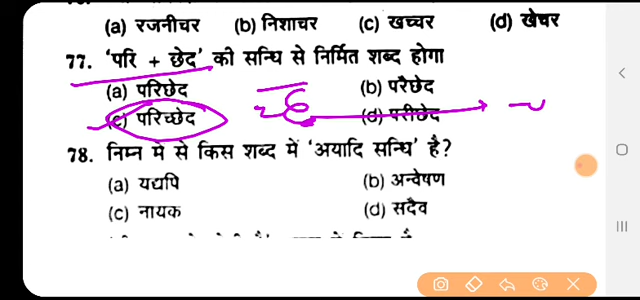 (a) रजनीचर (b) निशाचर (c) खच्चर (d) खेचर
77. 'परि + छेद' की सन्धि से निर्मित शब्द होगा
(a) परिछेद (b) परैछेद
(c) परिच्छेद (d) परीछेद
78. निम्न में से किस शब्द में 'अयादि सन्धि' है?
(a) यद्यपि (b) अन्वेषण
(c) नायक (d) सदैव